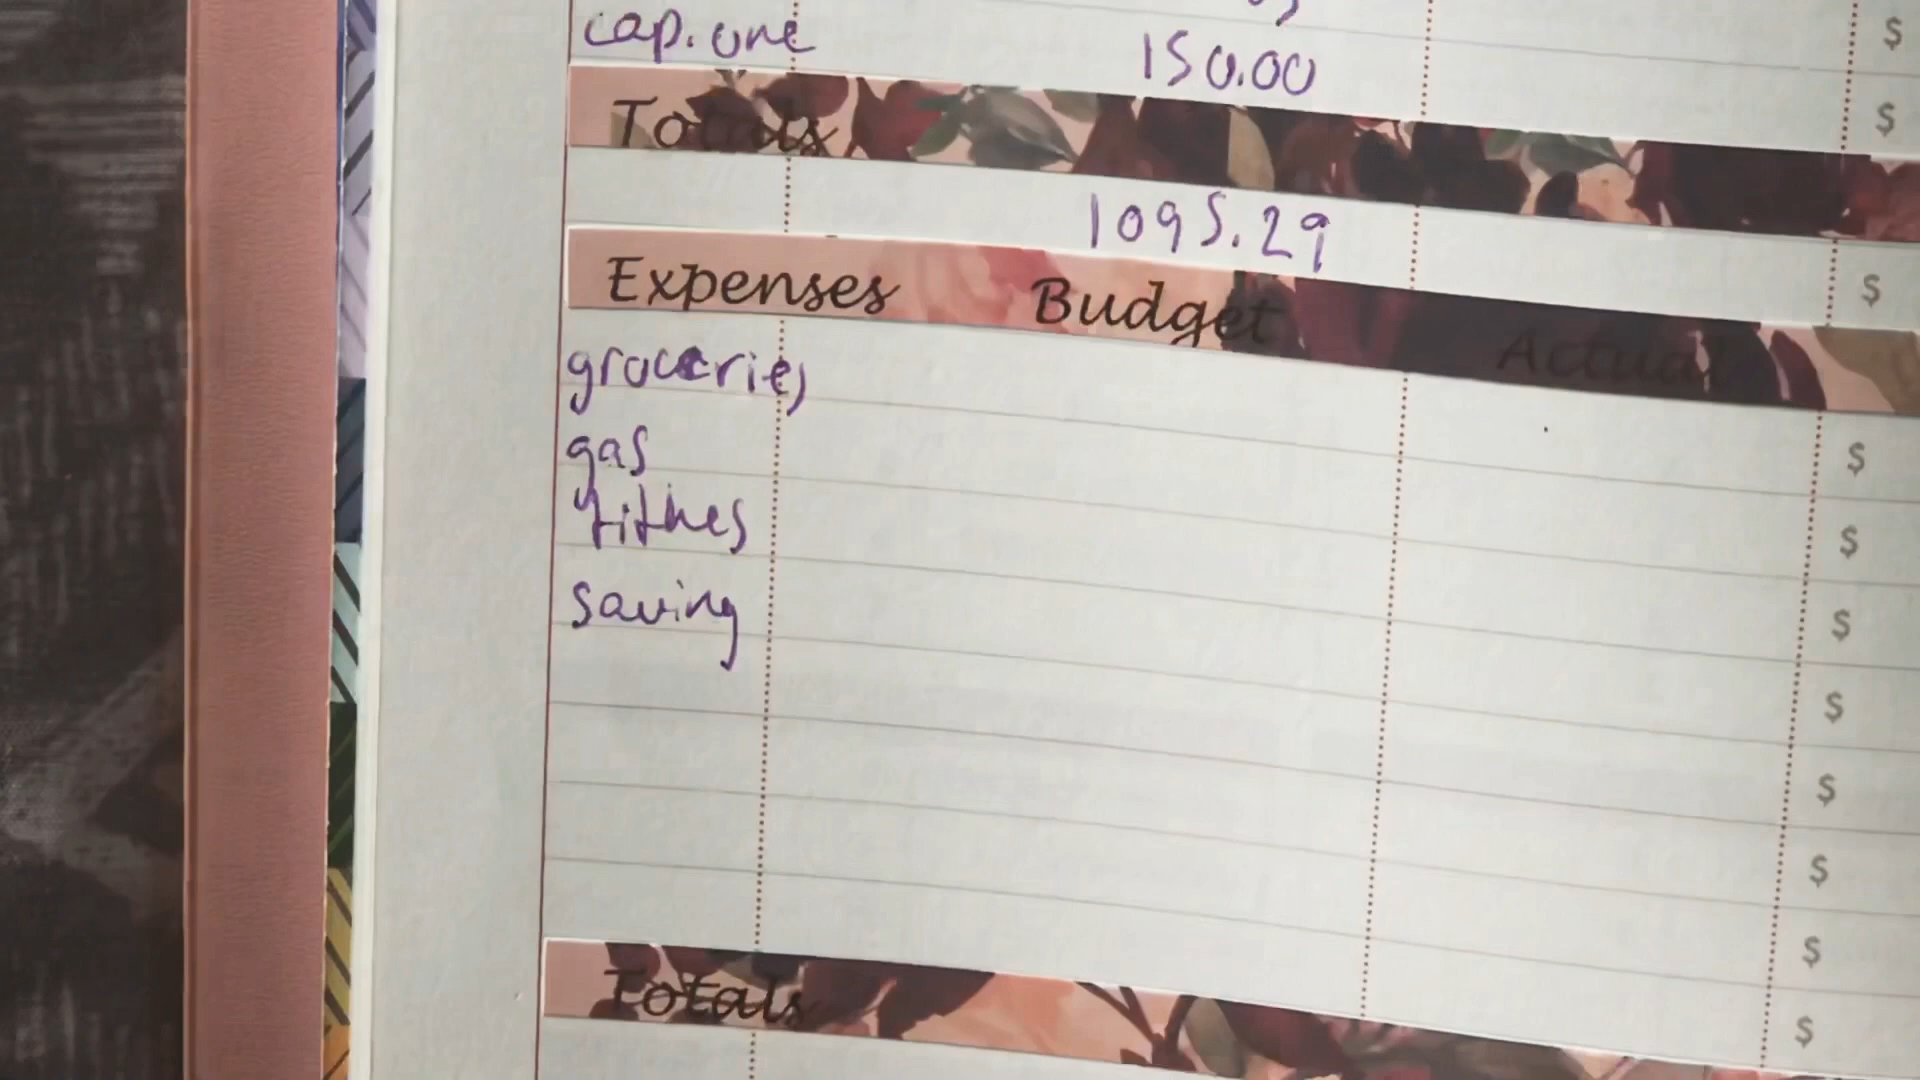 cap. one 150.00 $
Totals $
1095.29 $
Expenses Budget Actual
groceries $
gas $
tithes $
saving $
$
$
$
Totals $